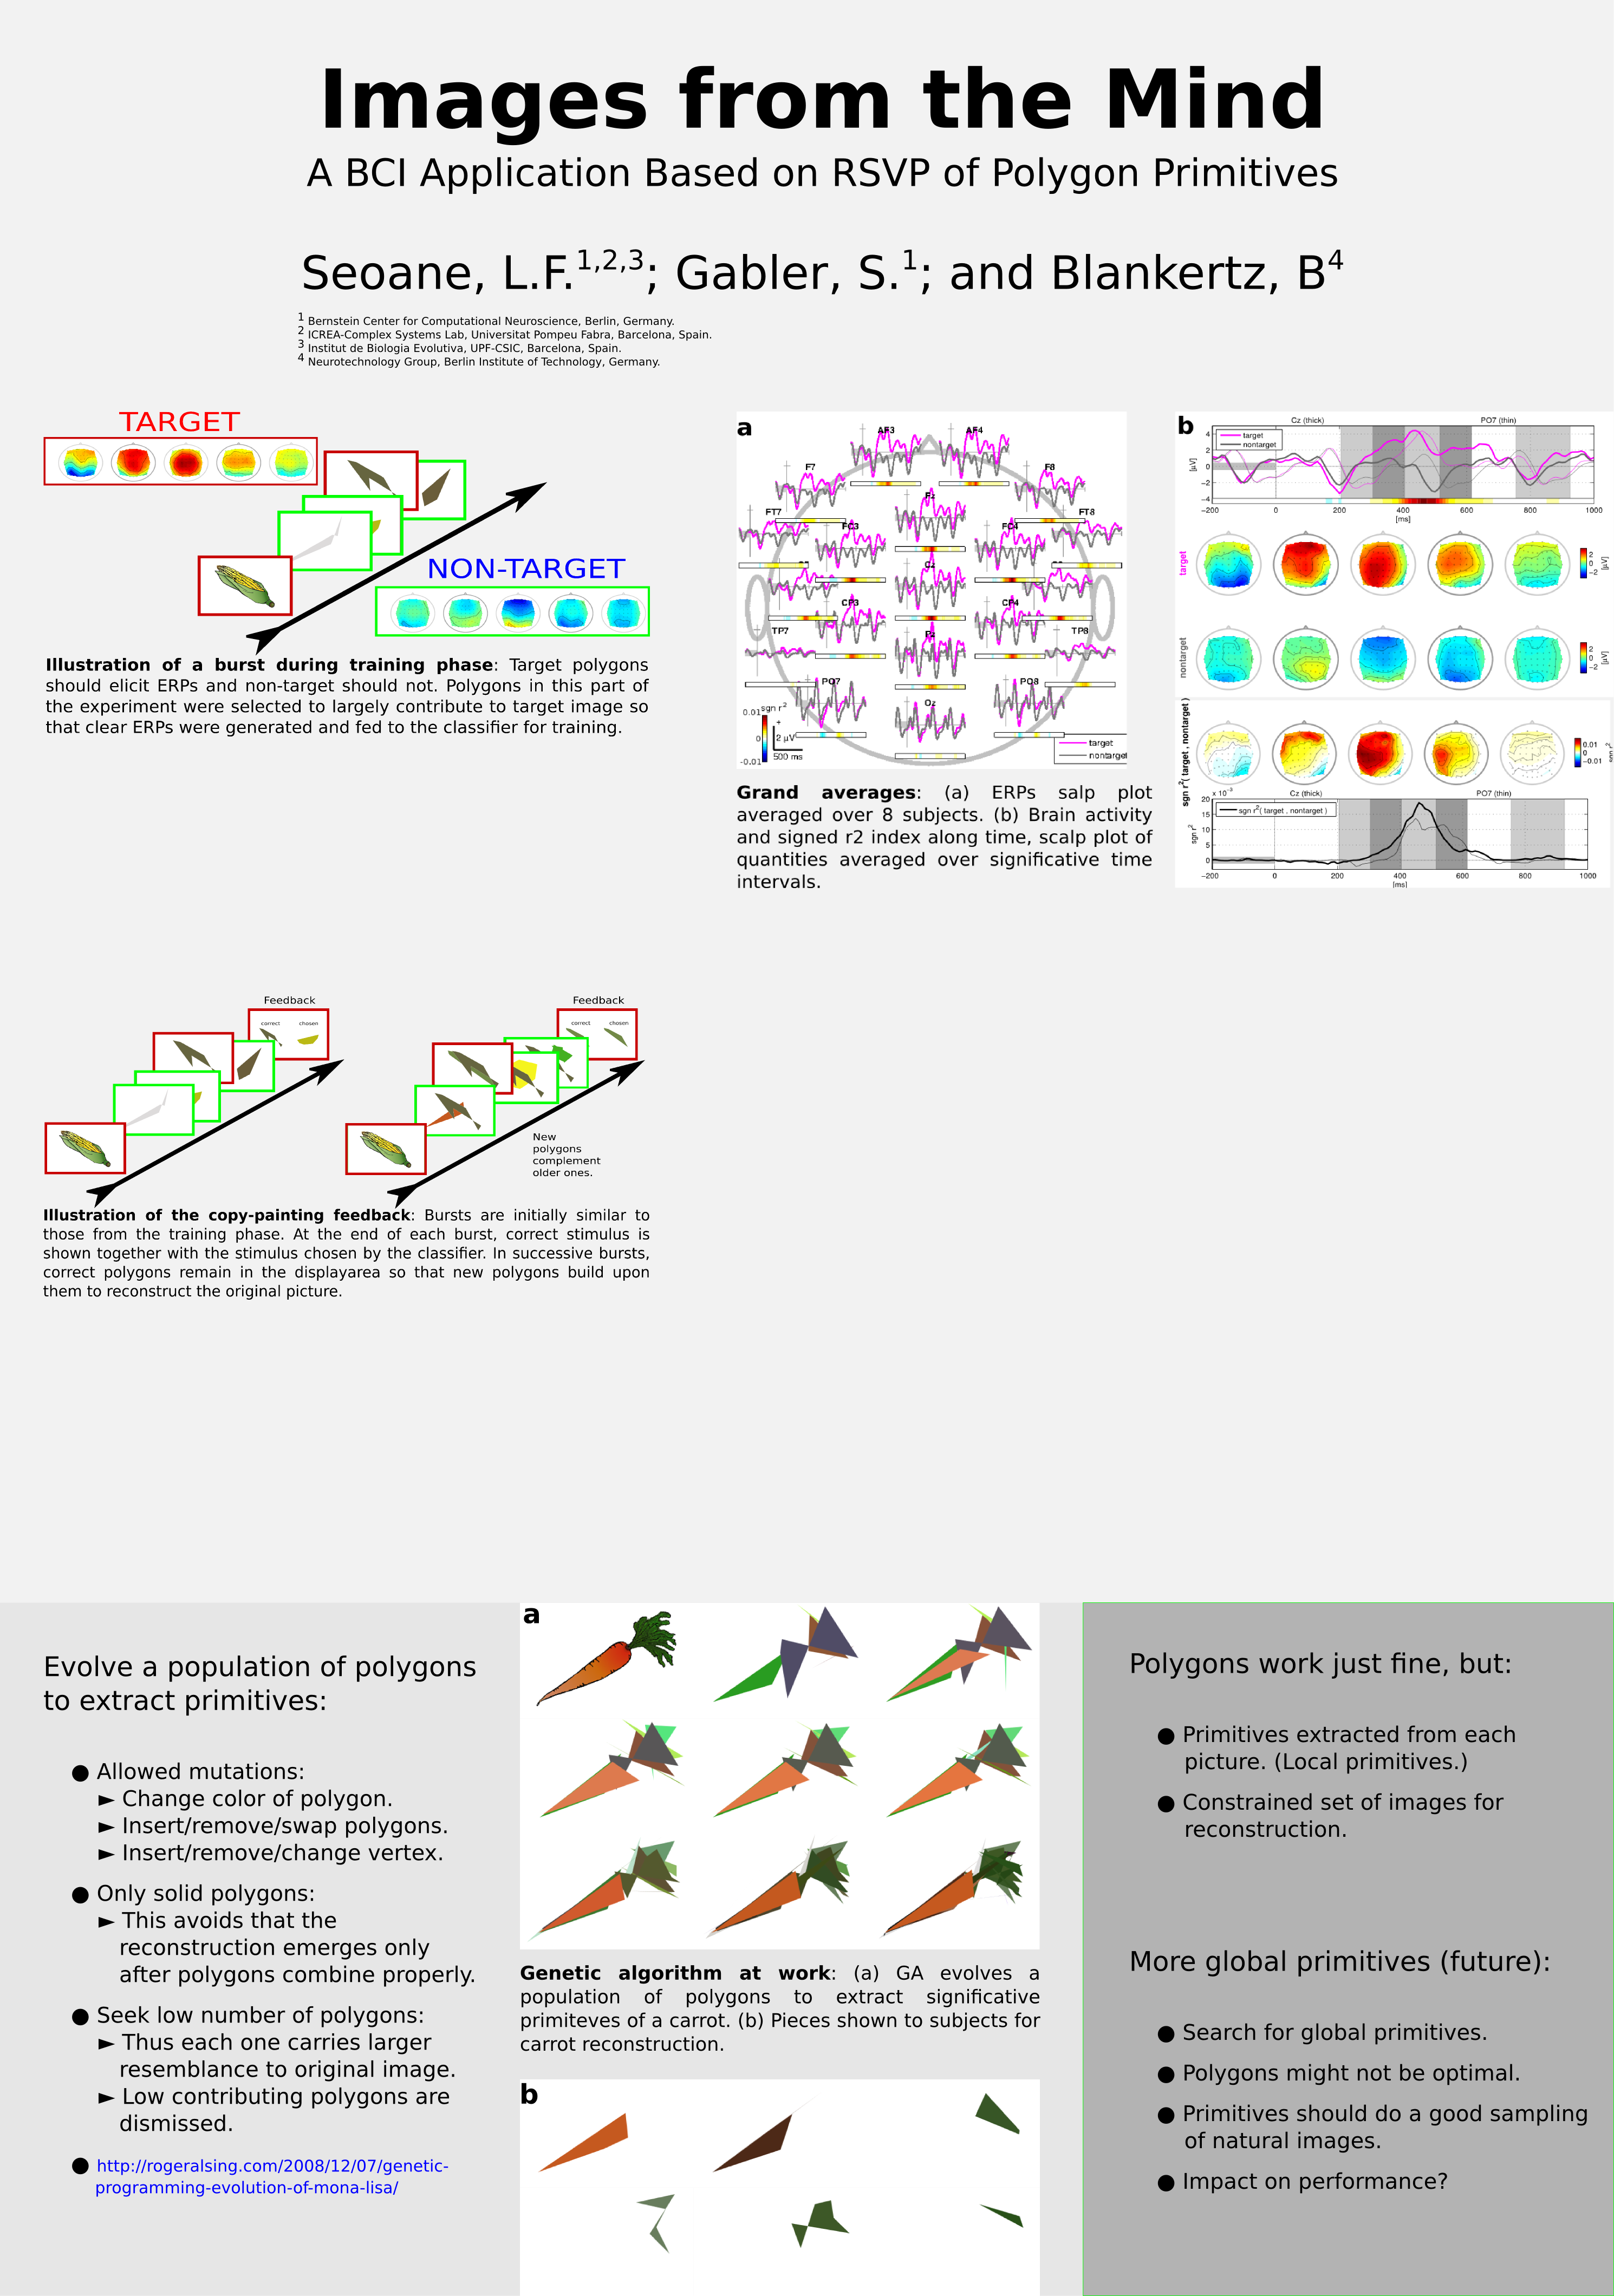 Images from the Mind
A BCI Application Based on RSVP of Polygon Primitives
Seoane, L.F.1,2,3; Gabler, S.1; and Blankertz, B4
1 Bernstein Center for Computational Neuroscience, Berlin, Germany.
2 ICREA-Complex Systems Lab, Universitat Pompeu Fabra, Barcelona, Spain.
3 Institut de Biologia Evolutiva, UPF-CSIC, Barcelona, Spain.
4 Neurotechnology Group, Berlin Institute of Technology, Germany.
TARGET
NON-TARGET
Illustration of a burst during training phase: Target polygons
should elicit ERPs and non-target should not. Polygons in this part of
the experiment were selected to largely contribute to target image so
that clear ERPs were generated and fed to the classifier for training.
a
AF3 AF4
F7 F8
Fz
FT7 FT8
FC3 FC4
Cz
CP3 CP4
TP7 TP8
Pz
PO7 PO8
Oz
sgn r2
0.01
0
-0.01
+
2 µV
500 ms
target
nontarget
Grand averages: (a) ERPs salp plot
averaged over 8 subjects. (b) Brain activity
and signed r2 index along time, scalp plot of
quantities averaged over significative time
intervals.
b
Cz (thick) PO7 (thin)
target
nontarget
[µV]
4
2
0
−2
−4
−200 0 200 400 600 800 1000
[ms]
target
2
0
−2
[µV]
nontarget
2
0
−2
[µV]
sgn r2( target , nontarget )
0.01
0
−0.01
sgn r2
x 10−3
Cz (thick) PO7 (thin)
sgn r2( target , nontarget )
sgn r2
20
15
10
5
0
−200 0 200 400 600 800 1000
[ms]
Feedback
correct chosen
Feedback
correct chosen
New
polygons
complement
older ones.
Illustration of the copy-painting feedback: Bursts are initially similar to
those from the training phase. At the end of each burst, correct stimulus is
shown together with the stimulus chosen by the classifier. In successive bursts,
correct polygons remain in the displayarea so that new polygons build upon
them to reconstruct the original picture.
Evolve a population of polygons
to extract primitives:
● Allowed mutations:
► Change color of polygon.
► Insert/remove/swap polygons.
► Insert/remove/change vertex.
● Only solid polygons:
► This avoids that the
reconstruction emerges only
after polygons combine properly.
● Seek low number of polygons:
► Thus each one carries larger
resemblance to original image.
► Low contributing polygons are
dismissed.
● http://rogeralsing.com/2008/12/07/genetic-
programming-evolution-of-mona-lisa/
a
Genetic algorithm at work: (a) GA evolves a
population of polygons to extract significative
primiteves of a carrot. (b) Pieces shown to subjects for
carrot reconstruction.
b
Polygons work just fine, but:
● Primitives extracted from each
picture. (Local primitives.)
● Constrained set of images for
reconstruction.
More global primitives (future):
● Search for global primitives.
● Polygons might not be optimal.
● Primitives should do a good sampling
of natural images.
● Impact on performance?